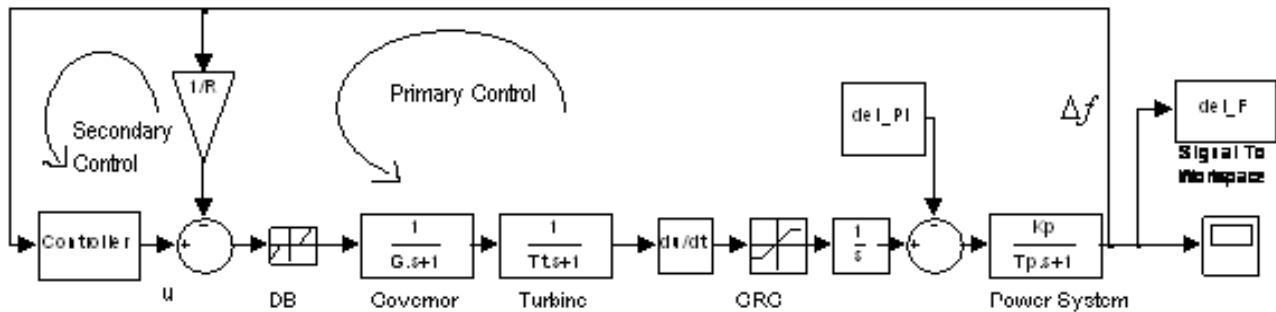 1/R
Primary Control
Secondary
Control
del_Pl
Δf
del_F
Signal To
Workspace
Controller
+
-
u
DB
1
G.s+1
Governor
1
Tt.s+1
Turbine
du/dt
GRC
1
s
+
-
Kp
Tp.s+1
Power System